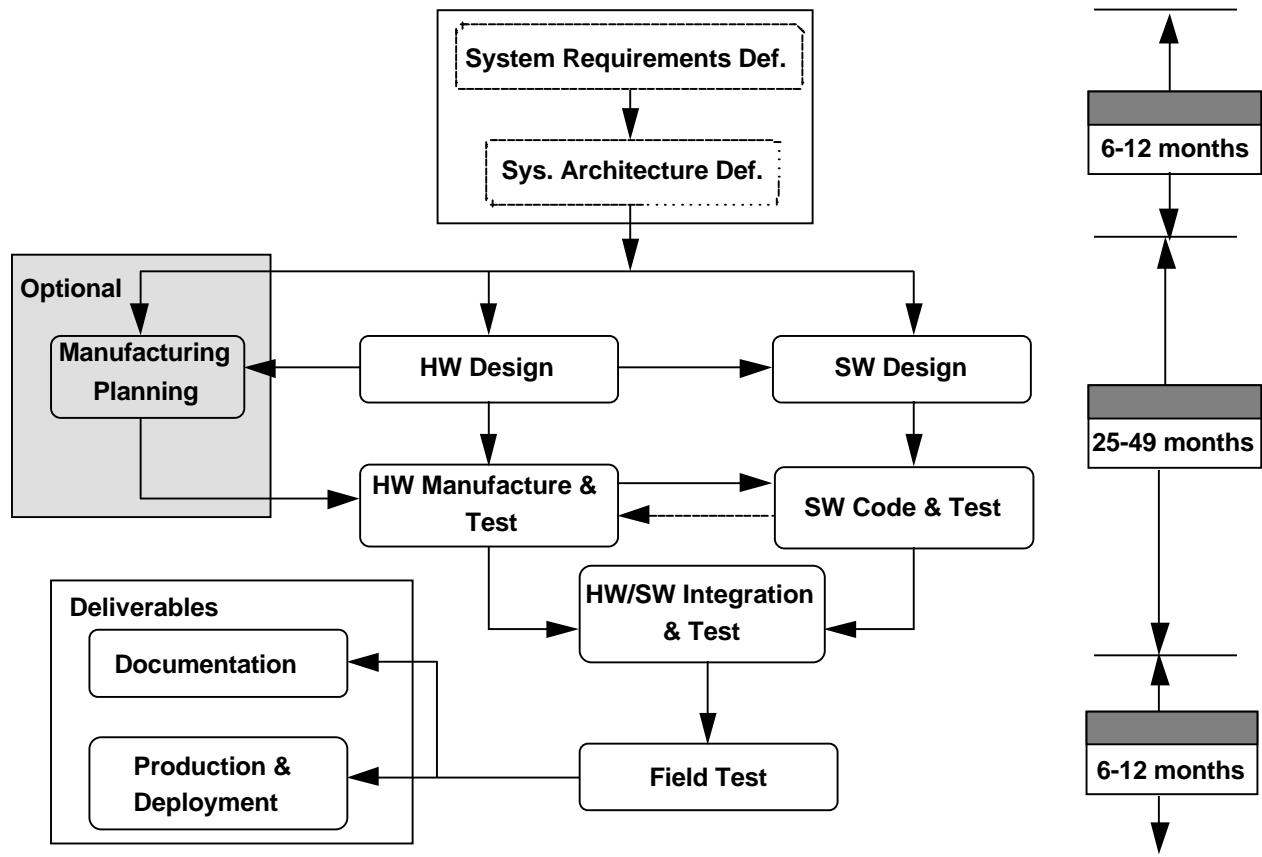 System Requirements Def.
Sys. Architecture Def.
6-12 months
Optional
Manufacturing
Planning
HW Design
SW Design
25-49 months
HW Manufacture &
Test
SW Code & Test
HW/SW Integration
& Test
Deliverables
Documentation
Production &
Deployment
Field Test
6-12 months